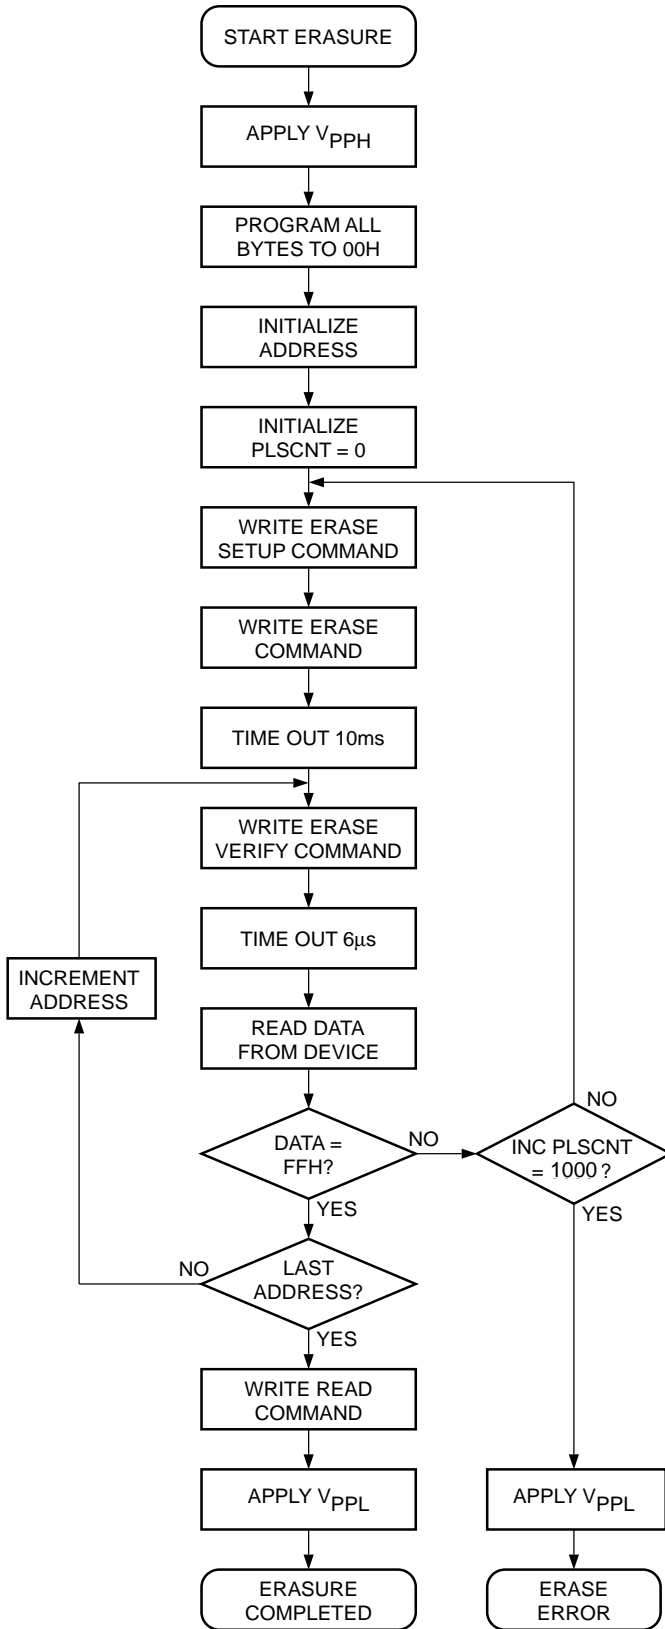 START ERASURE
APPLY VPPH
PROGRAM ALL
BYTES TO 00H
INITIALIZE
ADDRESS
INITIALIZE
PLSCNT = 0
WRITE ERASE
SETUP COMMAND
WRITE ERASE
COMMAND
TIME OUT 10ms
WRITE ERASE
VERIFY COMMAND
TIME OUT 6µs
INCREMENT
ADDRESS
READ DATA
FROM DEVICE
DATA =
FFH?
NO
INC PLSCNT
= 1000 ?
NO
YES
YES
LAST
ADDRESS?
NO
YES
WRITE READ
COMMAND
APPLY VPPL
APPLY VPPL
ERASURE
COMPLETED
ERASE
ERROR